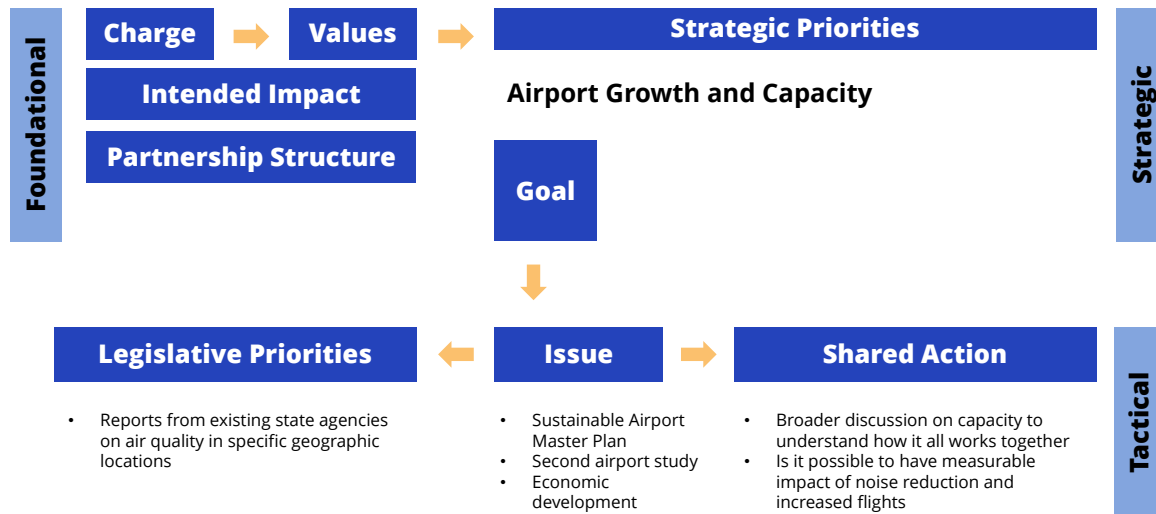 Foundational
Charge
Values
Strategic Priorities
Strategic
Intended Impact
Airport Growth and Capacity
Partnership Structure
Goal
Legislative Priorities
Issue
Shared Action
Tactical
• Reports from existing state agencies
on air quality in specific geographic
locations
• Sustainable Airport
Master Plan
• Second airport study
• Economic
development
• Broader discussion on capacity to
understand how it all works together
• Is it possible to have measurable
impact of noise reduction and
increased flights